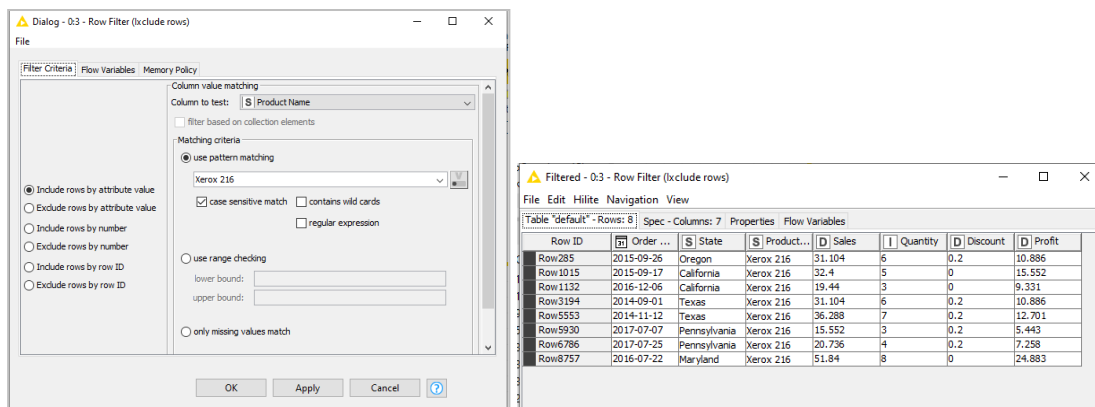 Dialog - 0:3 - Row Filter (Ixclude rows)
File
Filter Criteria Flow Variables Memory Policy
Column value matching
Column to test: S Product Name
filter based on collection elements
Matching criteria
use pattern matching
Xerox 216
case sensitive match contains wild cards
regular expression
Include rows by attribute value
Exclude rows by attribute value
Include rows by number
Exclude rows by number
Include rows by row ID
Exclude rows by row ID
use range checking
lower bound:
upper bound:
only missing values match
OK Apply Cancel ?
Filtered - 0:3 - Row Filter (Ixclude rows)
File Edit Hilite Navigation View
Table "default" - Rows: 8 Spec - Columns: 7 Properties Flow Variables
Row ID 31 Order ... S State S Product... D Sales I Quantity D Discount D Profit
Row285 2015-09-26 Oregon Xerox 216 31.104 6 0.2 10.886
Row1015 2015-09-17 California Xerox 216 32.4 5 0 15.552
Row1132 2016-12-06 California Xerox 216 19.44 3 0 9.331
Row3194 2014-09-01 Texas Xerox 216 31.104 6 0.2 10.886
Row5553 2014-11-12 Texas Xerox 216 36.288 7 0.2 12.701
Row5930 2017-07-07 Pennsylvania Xerox 216 15.552 3 0.2 5.443
Row6786 2017-07-25 Pennsylvania Xerox 216 20.736 4 0.2 7.258
Row8757 2016-07-22 Maryland Xerox 216 51.84 8 0 24.883